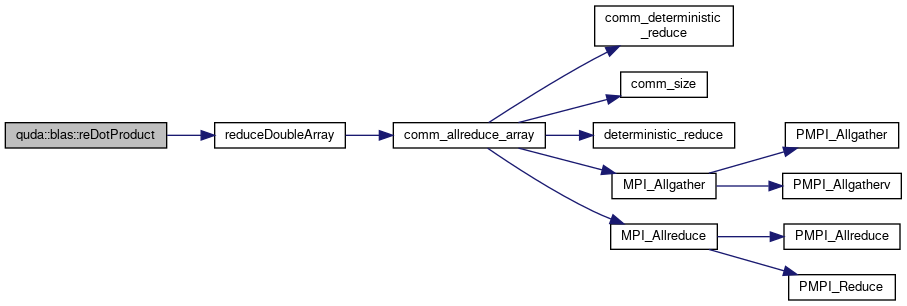 comm_deterministic
_reduce
comm_size
quda::blas::reDotProduct
reduceDoubleArray
comm_allreduce_array
deterministic_reduce
PMPI_Allgather
MPI_Allgather
PMPI_Allgatherv
MPI_Allreduce
PMPI_Allreduce
PMPI_Reduce